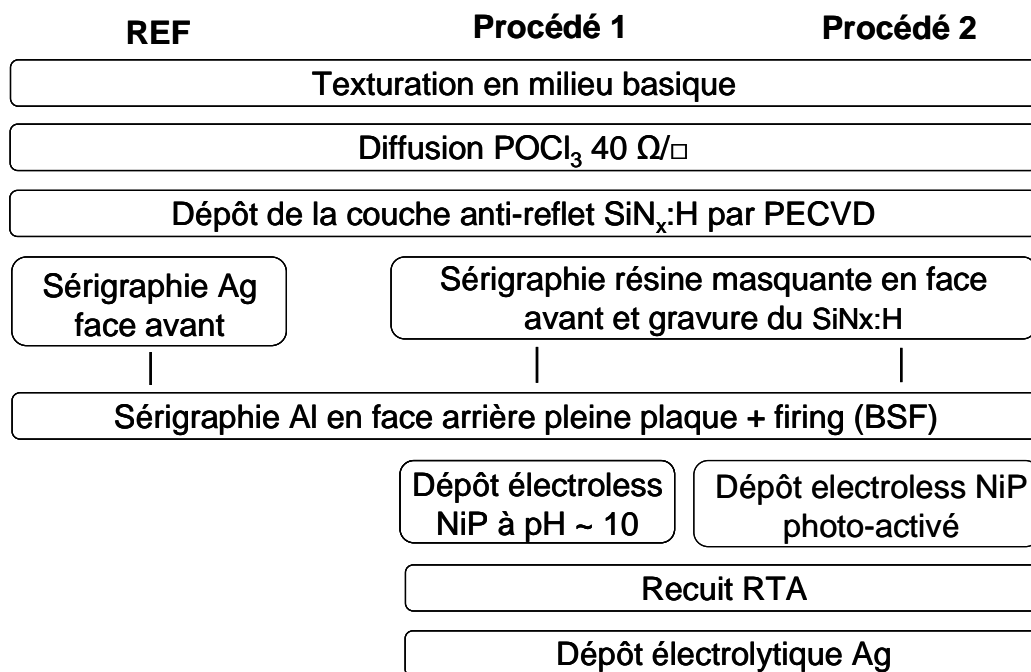 REF Procédé 1 Procédé 2
Texturation en milieu basique
Diffusion POCl₃ 40 Ω/□
Dépôt de la couche anti-reflet SiNₓ:H par PECVD
Sérigraphie Ag
face avant
Sérigraphie résine masquante en face
avant et gravure du SiNx:H
Sérigraphie Al en face arrière pleine plaque + firing (BSF)
Dépôt électroless
NiP à pH ~ 10
Dépôt electroless NiP
photo-activé
Recuit RTA
Dépôt électrolytique Ag